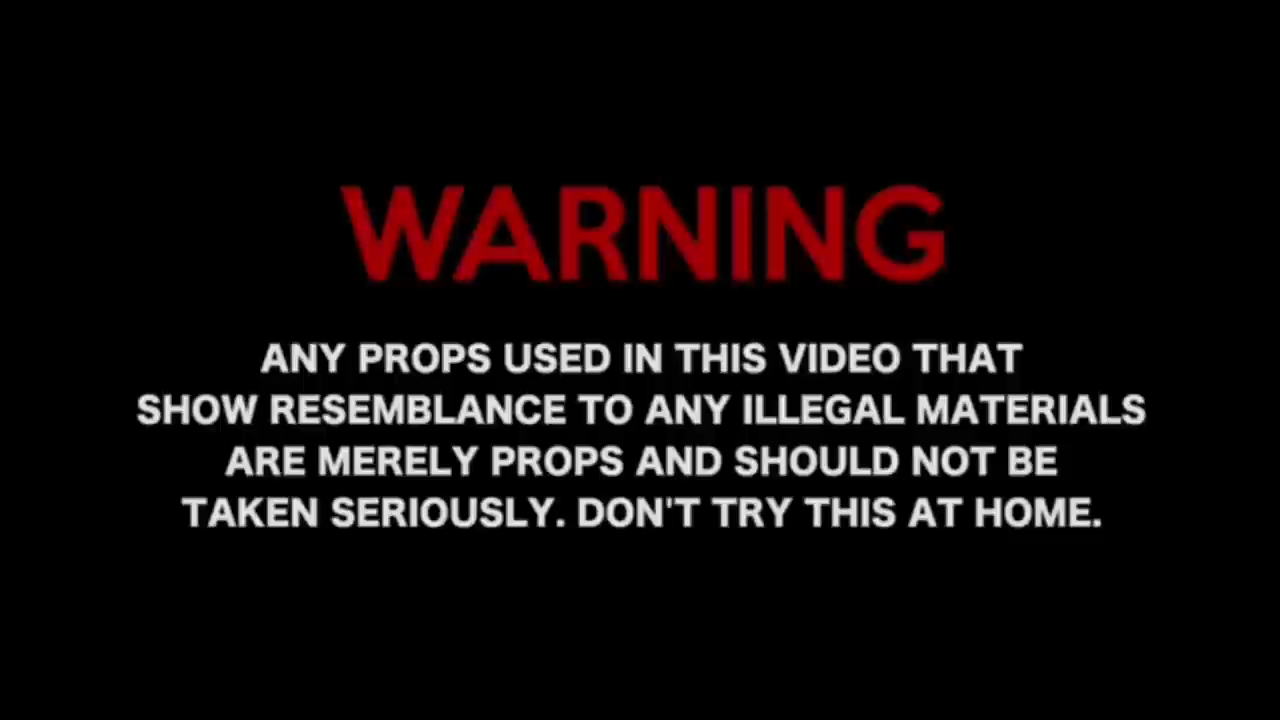 WARNING
ANY PROPS USED IN THIS VIDEO THAT
SHOW RESEMBLANCE TO ANY ILLEGAL MATERIALS
ARE MERELY PROPS AND SHOULD NOT BE
TAKEN SERIOUSLY. DON'T TRY THIS AT HOME.